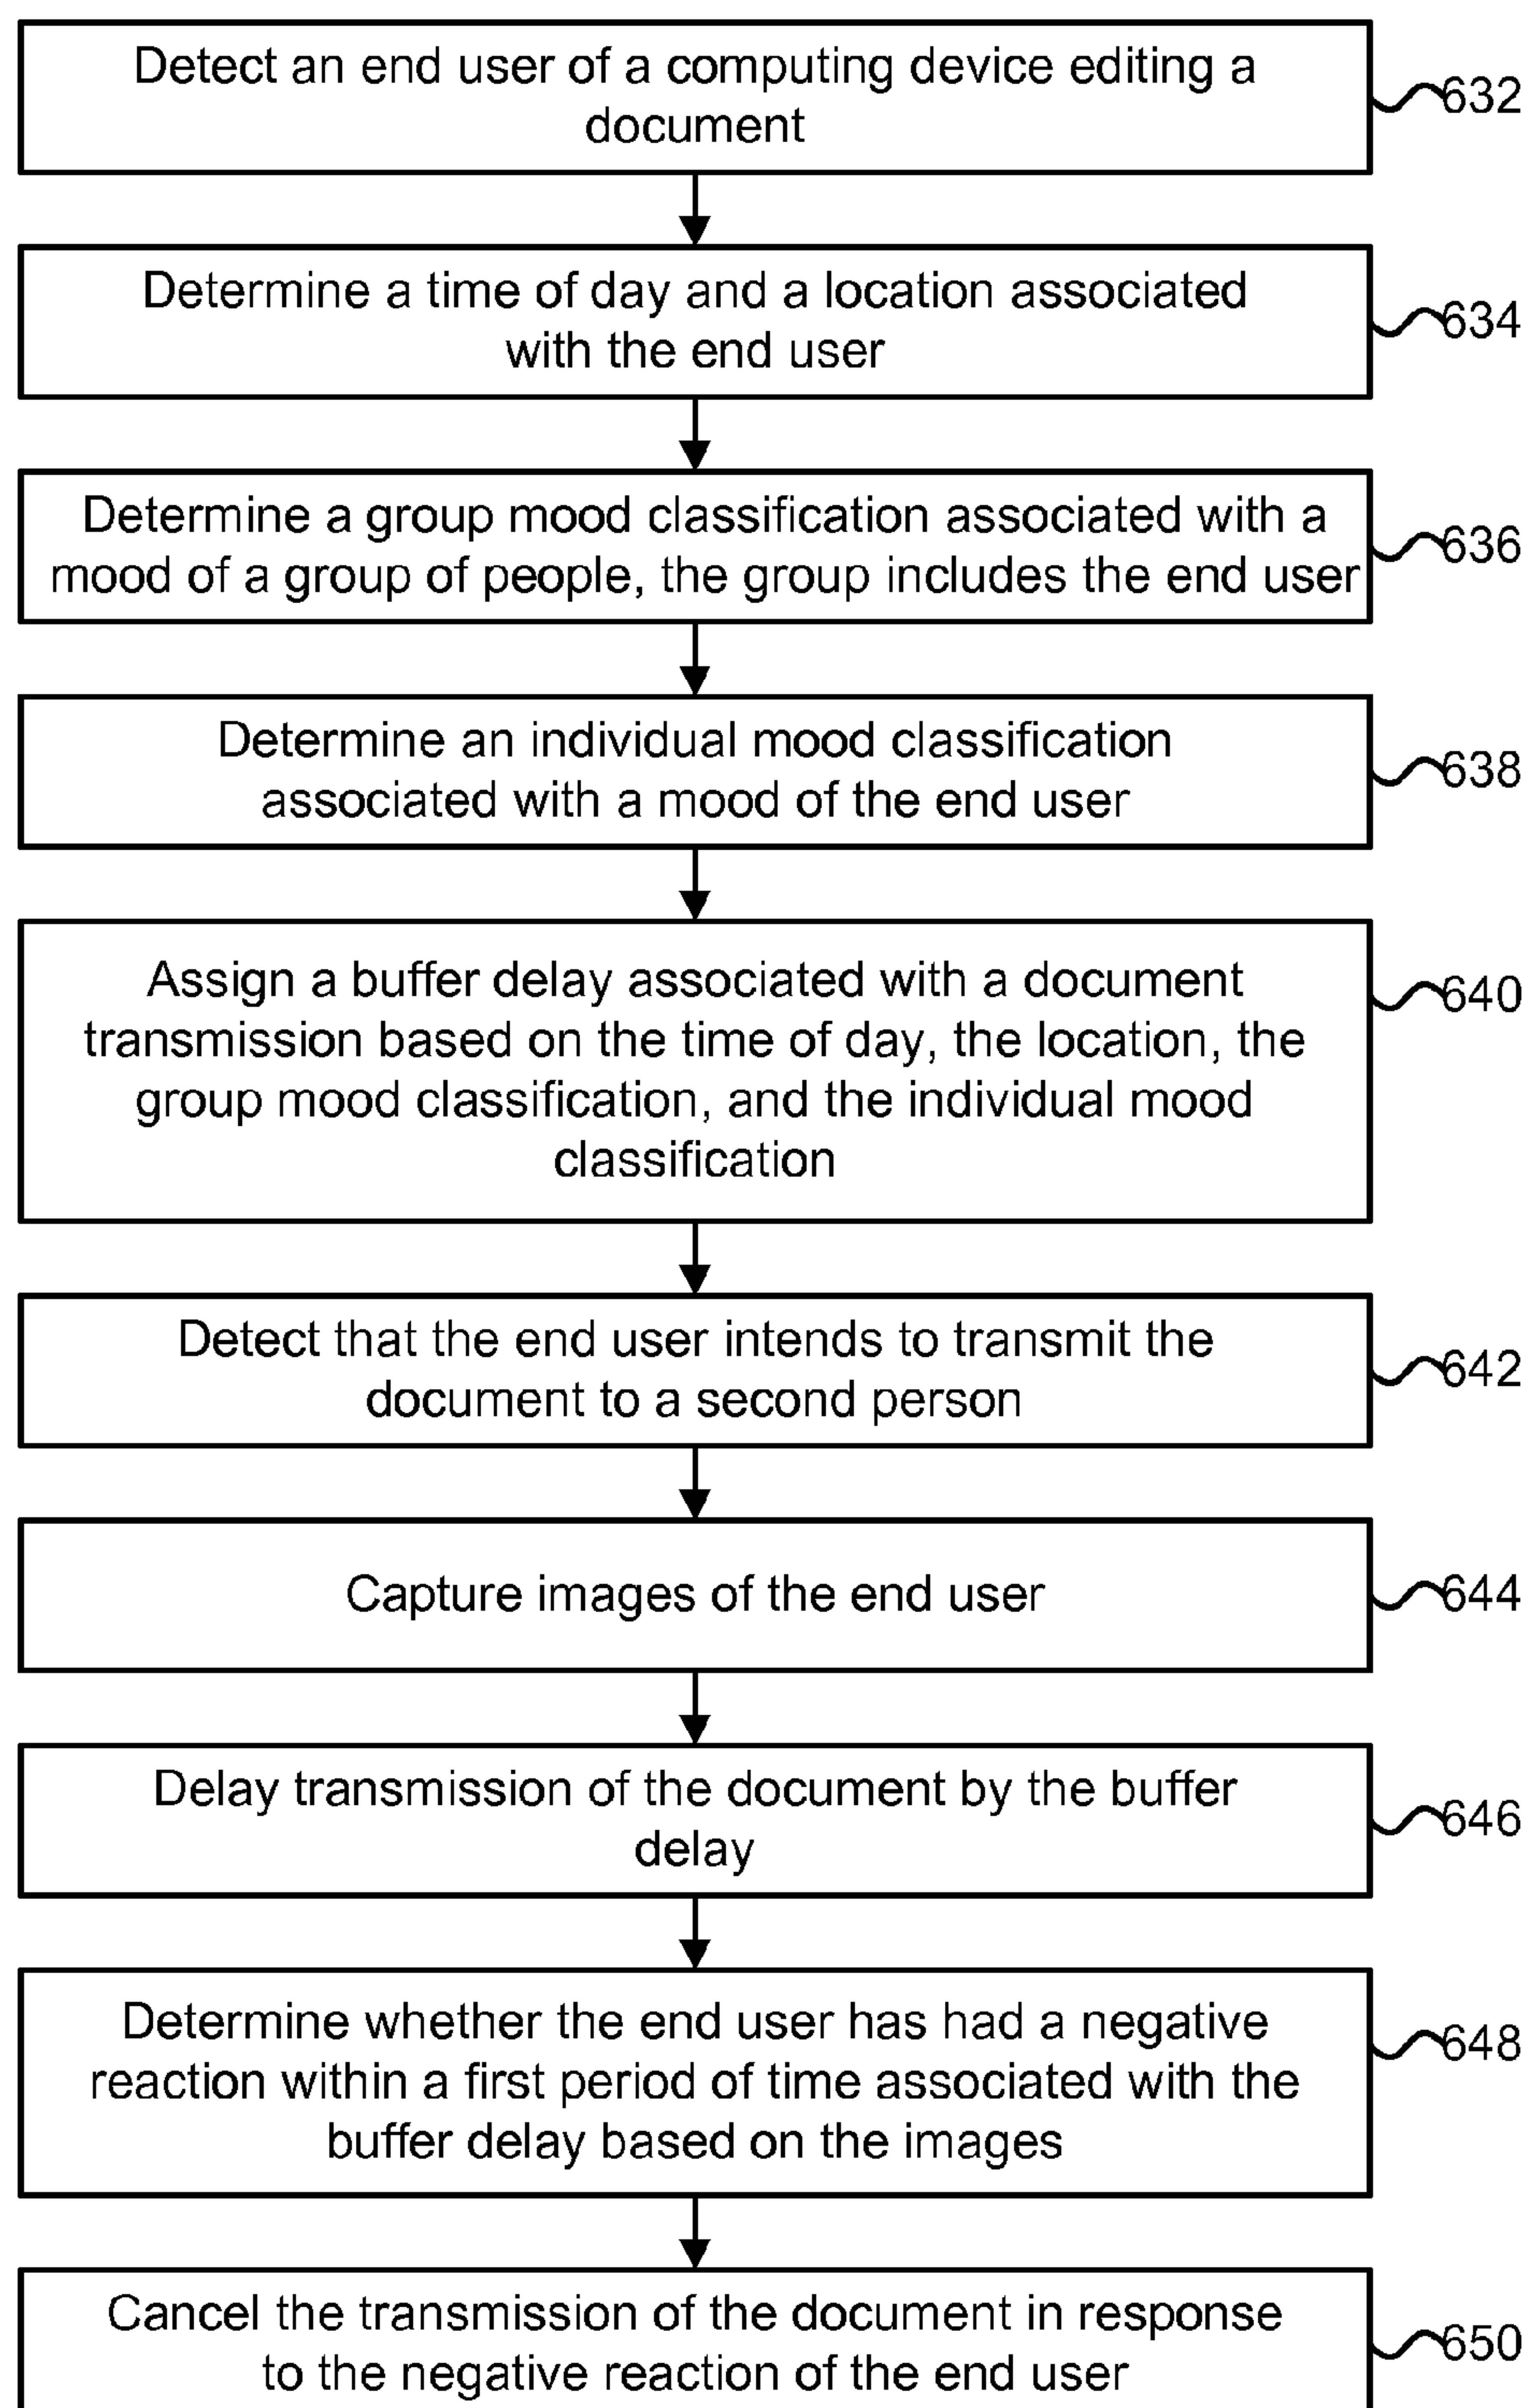 Detect an end user of a computing device editing a
document
632
Determine a time of day and a location associated
with the end user
634
Determine a group mood classification associated with a
mood of a group of people, the group includes the end user
636
Determine an individual mood classification
associated with a mood of the end user
638
Assign a buffer delay associated with a document
transmission based on the time of day, the location, the
group mood classification, and the individual mood
classification
640
Detect that the end user intends to transmit the
document to a second person
642
Capture images of the end user
644
Delay transmission of the document by the buffer
delay
646
Determine whether the end user has had a negative
reaction within a first period of time associated with the
buffer delay based on the images
648
Cancel the transmission of the document in response
to the negative reaction of the end user
650